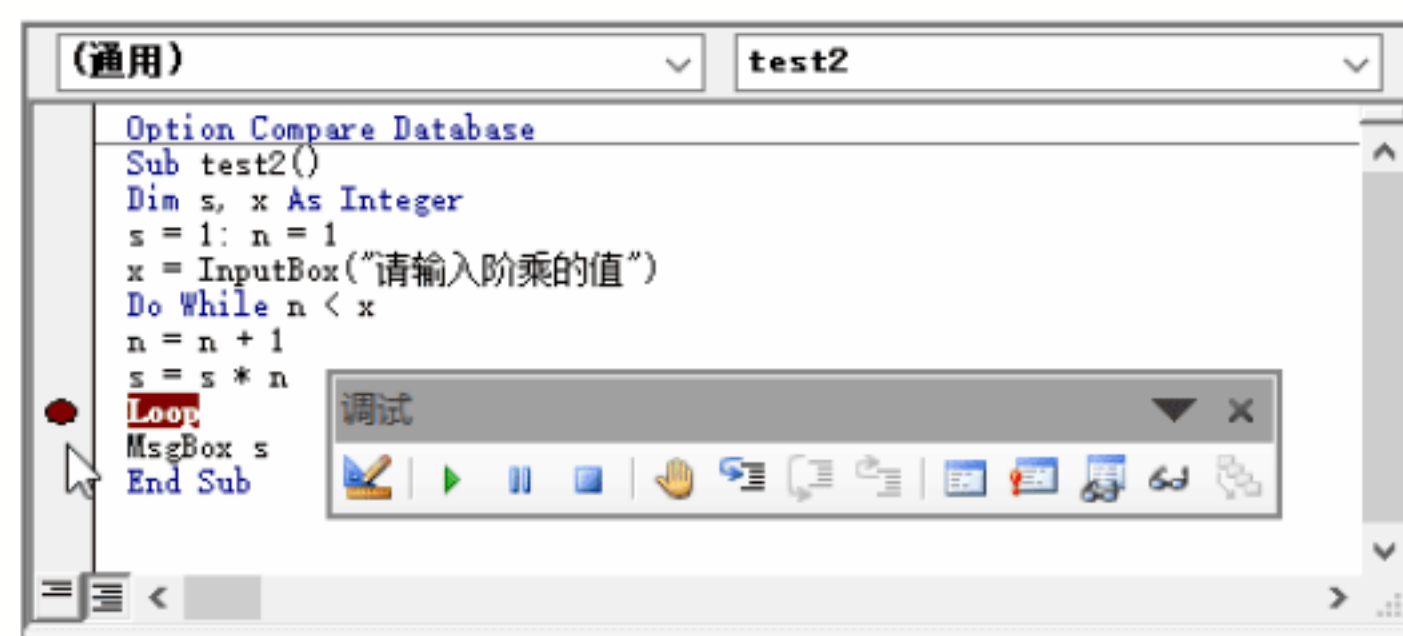 (通用)
test2
Option Compare Database
Sub test2()
Dim s, x As Integer
s = 1: n = 1
x = InputBox("请输入阶乘的值")
Do While n < x
n = n + 1
s = s * n
Loop
MsgBox s
End Sub
调试